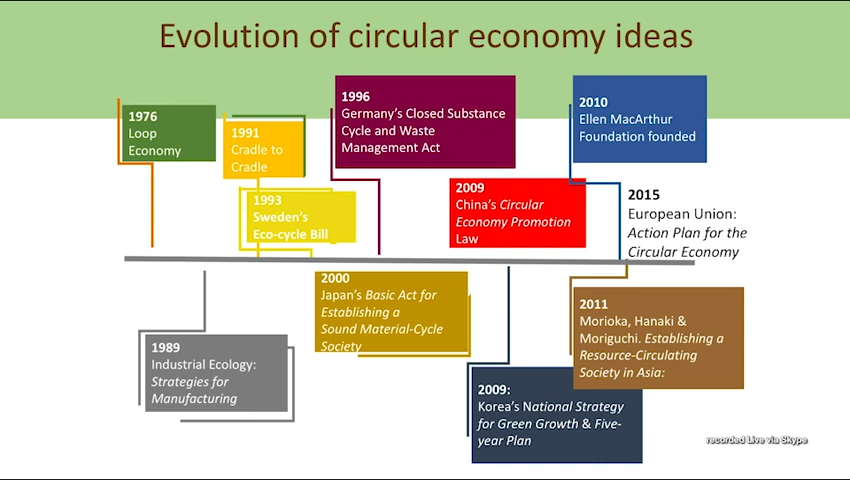 Evolution of circular economy ideas
1976
Loop
Economy
1991
Cradle to
Cradle
1993
Sweden's
Eco-cycle Bill
1996
Germany's Closed Substance
Cycle and Waste
Management Act
2009
China's Circular
Economy Promotion
Law
2010
Ellen MacArthur
Foundation founded
2015
European Union:
Action Plan for the
Circular Economy
1989
Industrial Ecology:
Strategies for
Manufacturing
2000
Japan's Basic Act for
Establishing a
Sound Material-Cycle
Society
2009:
Korea's National Strategy
for Green Growth & Five-
year Plan
2011
Morioka, Hanaki &
Moriguchi. Establishing a
Resource-Circulating
Society in Asia:
recorded Live via Skype